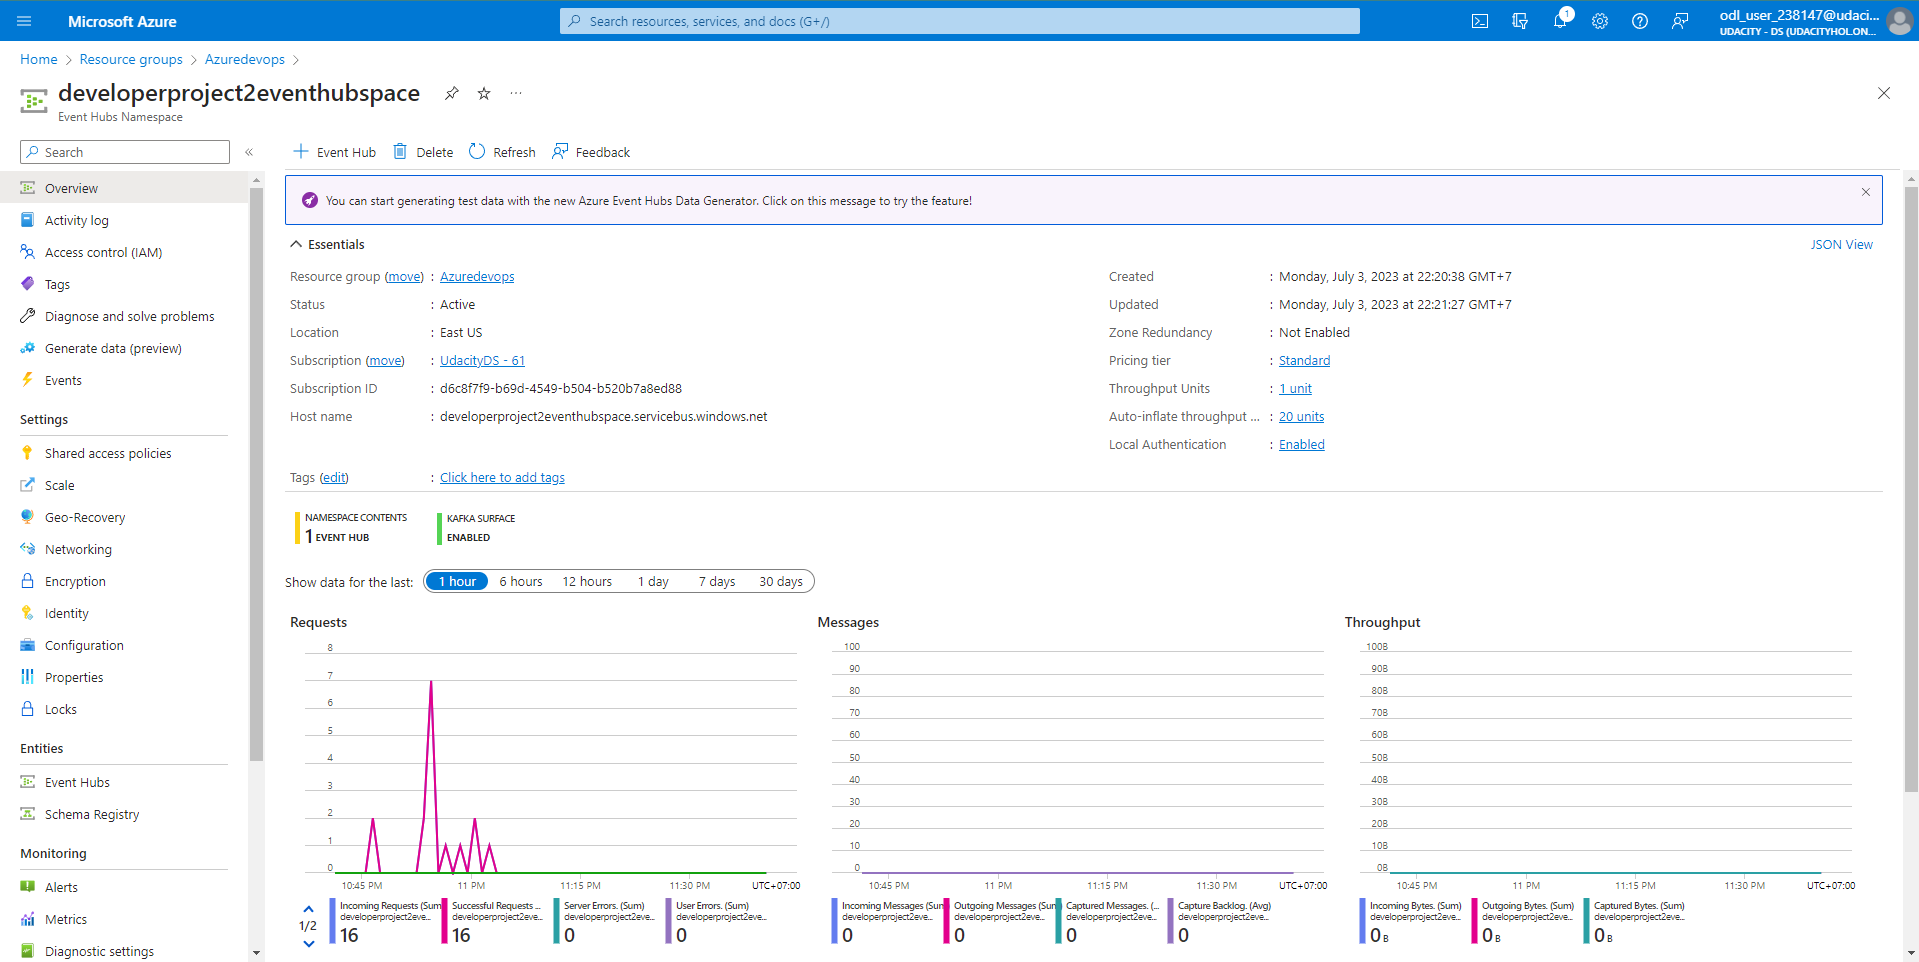 Microsoft Azure
Search resources, services, and docs (G+/)
1
odl_user_238147@udaci...
UDACITY - DS (UDACITYHOL.ON...
Home > Resource groups > Azuredevops >
developerproject2eventhubspace
...
Event Hubs Namespace
Search
«
Event Hub
Delete
Refresh
Feedback
Overview
Activity log
Access control (IAM)
Tags
Diagnose and solve problems
Generate data (preview)
Events
Settings
Shared access policies
Scale
Geo-Recovery
Networking
Encryption
Identity
Configuration
Properties
Locks
Entities
Event Hubs
Schema Registry
Monitoring
Alerts
Metrics
Diagnostic settings
You can start generating test data with the new Azure Event Hubs Data Generator. Click on this message to try the feature!
Essentials
JSON View
Resource group (move) : Azuredevops
Status : Active
Location : East US
Subscription (move) : UdacityDS - 61
Subscription ID : d6c8f7f9-b69d-4549-b504-b520b7a8ed88
Host name : developerproject2eventhubspace.servicebus.windows.net
Created : Monday, July 3, 2023 at 22:20:38 GMT+7
Updated : Monday, July 3, 2023 at 22:21:27 GMT+7
Zone Redundancy : Not Enabled
Pricing tier : Standard
Throughput Units : 1 unit
Auto-inflate throughput ... : 20 units
Local Authentication : Enabled
Tags (edit) : Click here to add tags
NAMESPACE CONTENTS
1 EVENT HUB
KAFKA SURFACE
ENABLED
Show data for the last: 1 hour 6 hours 12 hours 1 day 7 days 30 days
Requests
8
7
6
5
4
3
2
1
0
10:45 PM 11 PM 11:15 PM 11:30 PM UTC+07:00
1/2
Incoming Requests (Sum
developerproject2eve...
16
Successful Requests ...
developerproject2eve...
16
Server Errors. (Sum)
developerproject2eve...
0
User Errors. (Sum)
developerproject2eve...
0
Messages
100
90
80
70
60
50
40
30
20
10
0
10:45 PM 11 PM 11:15 PM 11:30 PM UTC+07:00
Incoming Messages (Sun
developerproject2eve...
0
Outgoing Messages (Sun
developerproject2eve...
0
Captured Messages. (...
developerproject2eve...
0
Capture Backlog. (Avg)
developerproject2eve...
0
Throughput
100B
90B
80B
70B
60B
50B
40B
30B
20B
10B
0B
10:45 PM 11 PM 11:15 PM 11:30 PM UTC+07:00
Incoming Bytes. (Sum)
developerproject2eve...
0 B
Outgoing Bytes. (Sum)
developerproject2eve...
0 B
Captured Bytes. (Sum)
developerproject2eve...
0 B